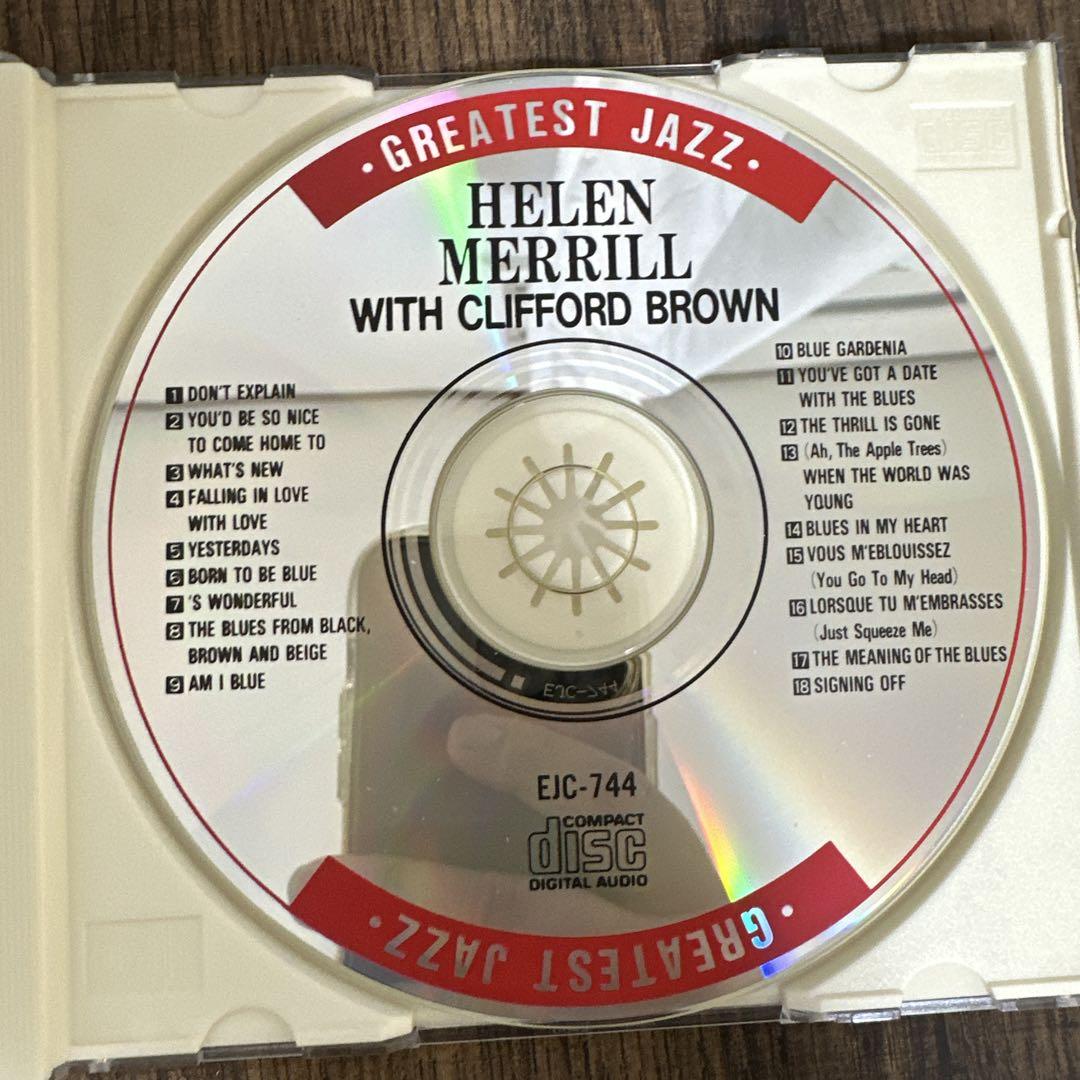 · GREATEST JAZZ ·
HELEN
MERRILL
WITH CLIFFORD BROWN
1 DON'T EXPLAIN
2 YOU'D BE SO NICE
TO COME HOME TO
3 WHAT'S NEW
4 FALLING IN LOVE
WITH LOVE
5 YESTERDAYS
6 BORN TO BE BLUE
7 'S WONDERFUL
8 THE BLUES FROM BLACK,
BROWN AND BEIGE
9 AM I BLUE
10 BLUE GARDENIA
11 YOU'VE GOT A DATE
WITH THE BLUES
12 THE THRILL IS GONE
13 (Ah, The Apple Trees)
WHEN THE WORLD WAS
YOUNG
14 BLUES IN MY HEART
15 VOUS M'EBLOUISSEZ
(You Go To My Head)
16 LORSQUE TU M'EMBRASSES
(Just Squeeze Me)
17 THE MEANING OF THE BLUES
18 SIGNING OFF
EJC-744
EJC-744
COMPACT
disc
DIGITAL AUDIO
· GREATEST JAZZ ·